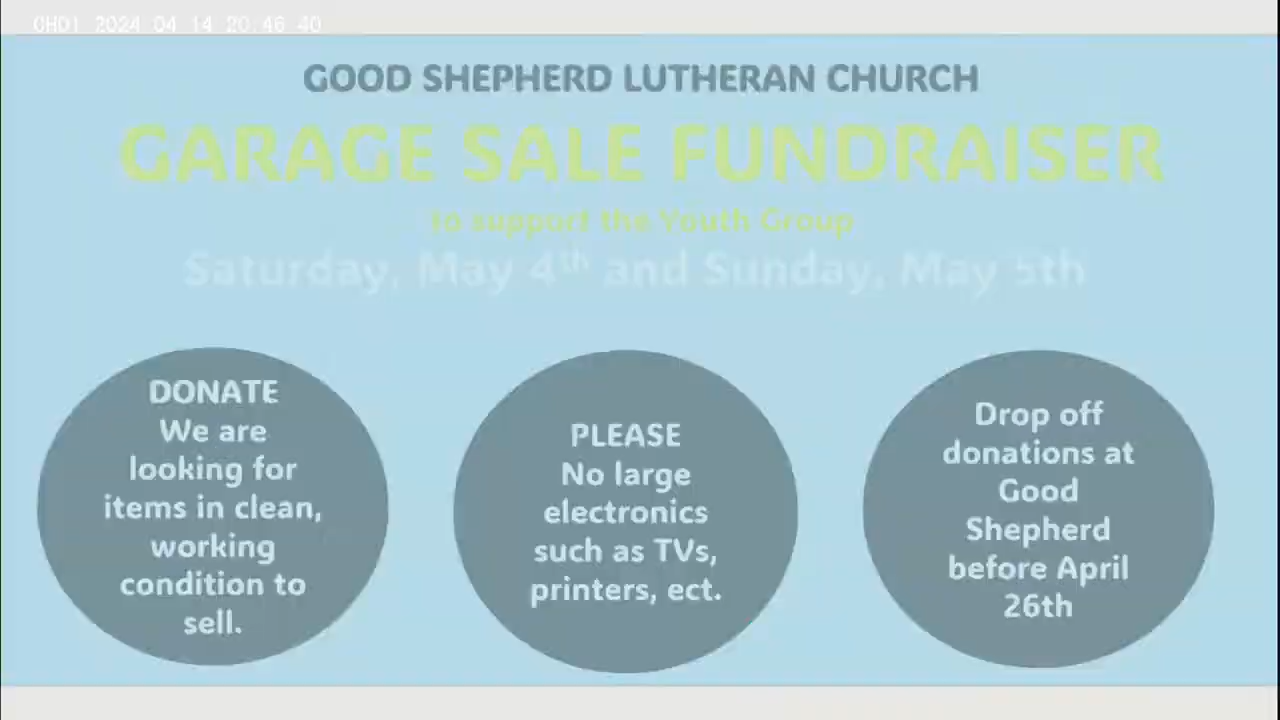 CH01 2024 04 14 20:46:40
GOOD SHEPHERD LUTHERAN CHURCH
GARAGE SALE FUNDRAISER
to support the Youth Group
Saturday, May 4th and Sunday, May 5th
DONATE
We are
looking for
items in clean,
working
condition to
sell.
PLEASE
No large
electronics
such as TVs,
printers, ect.
Drop off
donations at
Good
Shepherd
before April
26th